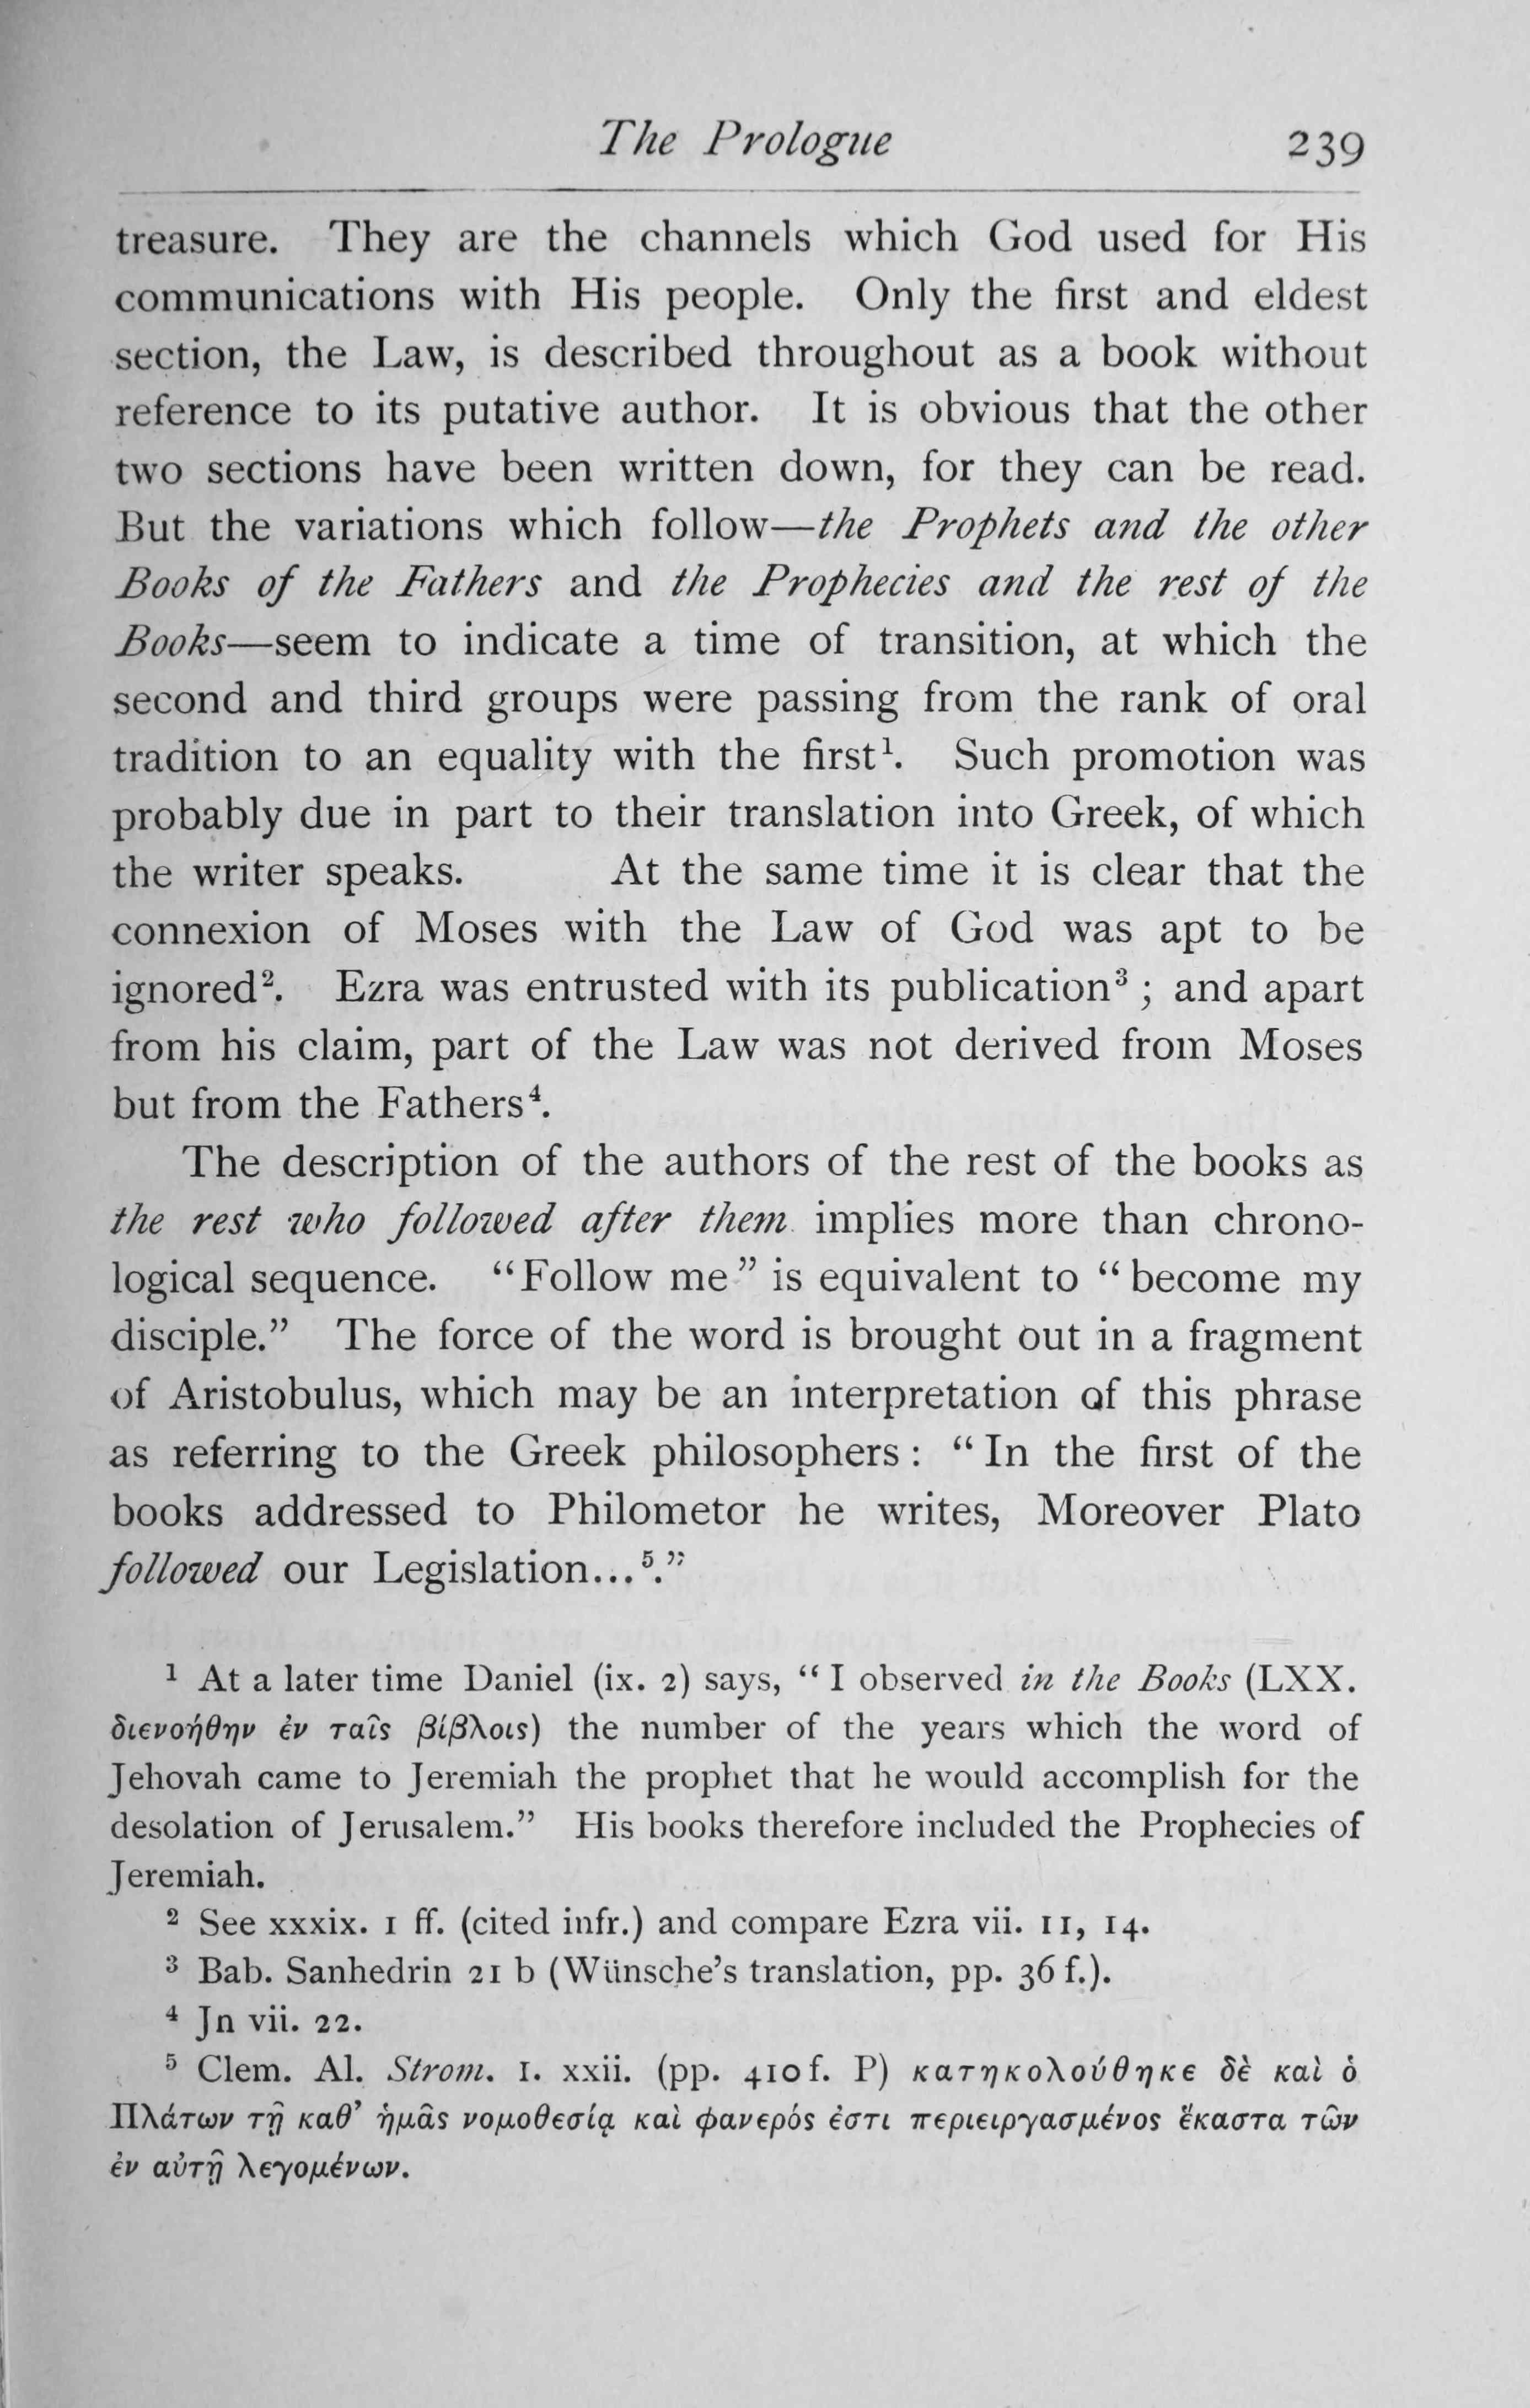 The Prologue 239
treasure. They are the channels which God used for His
communications with His people. Only the first and eldest
section, the Law, is described throughout as a book without
reference to its putative author. It is obvious that the other
two sections have been written down, for they can be read.
But the variations which follow—the Prophets and the other
Books of the Fathers and the Prophecies and the rest of the
Books—seem to indicate a time of transition, at which the
second and third groups were passing from the rank of oral
tradition to an equality with the first¹. Such promotion was
probably due in part to their translation into Greek, of which
the writer speaks. At the same time it is clear that the
connexion of Moses with the Law of God was apt to be
ignored². Ezra was entrusted with its publication³; and apart
from his claim, part of the Law was not derived from Moses
but from the Fathers⁴.
The description of the authors of the rest of the books as
the rest who followed after them implies more than chrono-
logical sequence. “Follow me” is equivalent to “become my
disciple.” The force of the word is brought out in a fragment
of Aristobulus, which may be an interpretation of this phrase
as referring to the Greek philosophers: “In the first of the
books addressed to Philometor he writes, Moreover Plato
followed our Legislation...⁵.”
¹ At a later time Daniel (ix. 2) says, “I observed in the Books (LXX.
διενοήθην ἐν ταῖς βίβλοις) the number of the years which the word of
Jehovah came to Jeremiah the prophet that he would accomplish for the
desolation of Jerusalem.” His books therefore included the Prophecies of
Jeremiah.
² See xxxix. 1 ff. (cited infr.) and compare Ezra vii. 11, 14.
³ Bab. Sanhedrin 21 b (Wünsche’s translation, pp. 36 f.).
⁴ Jn vii. 22.
⁵ Clem. Al. Strom. I. xxii. (pp. 410 f. P) κατηκολούθηκε δὲ καὶ ὁ
Πλάτων τῇ καθ’ ἡμᾶς νομοθεσίᾳ καὶ φανερός ἐστι περιειργασμένος ἕκαστα τῶν
ἐν αὐτῇ λεγομένων.